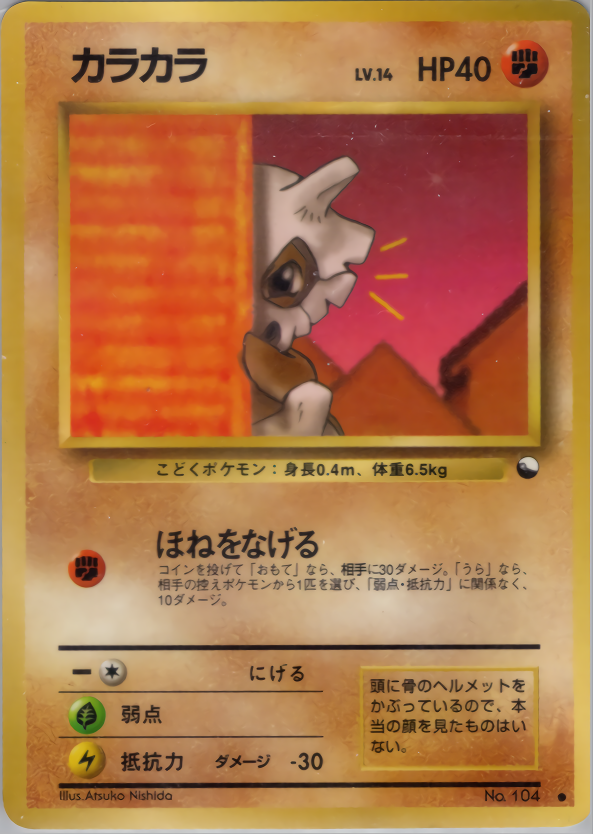 カラカラ LV.14 HP40
こどくポケモン：身長0.4m、体重6.5kg
ほねをなげる
コインを投げて「おもて」なら、相手に30ダメージ。「うら」なら、
相手の控えポケモンから1匹を選び、「弱点・抵抗力」に関係なく、
10ダメージ。
にげる
弱点
抵抗力 ダメージ -30
頭に骨のヘルメットを
かぶっているので、本
当の顔を見たものはい
ない。
Illus.Atsuko Nishida No. 104 ●